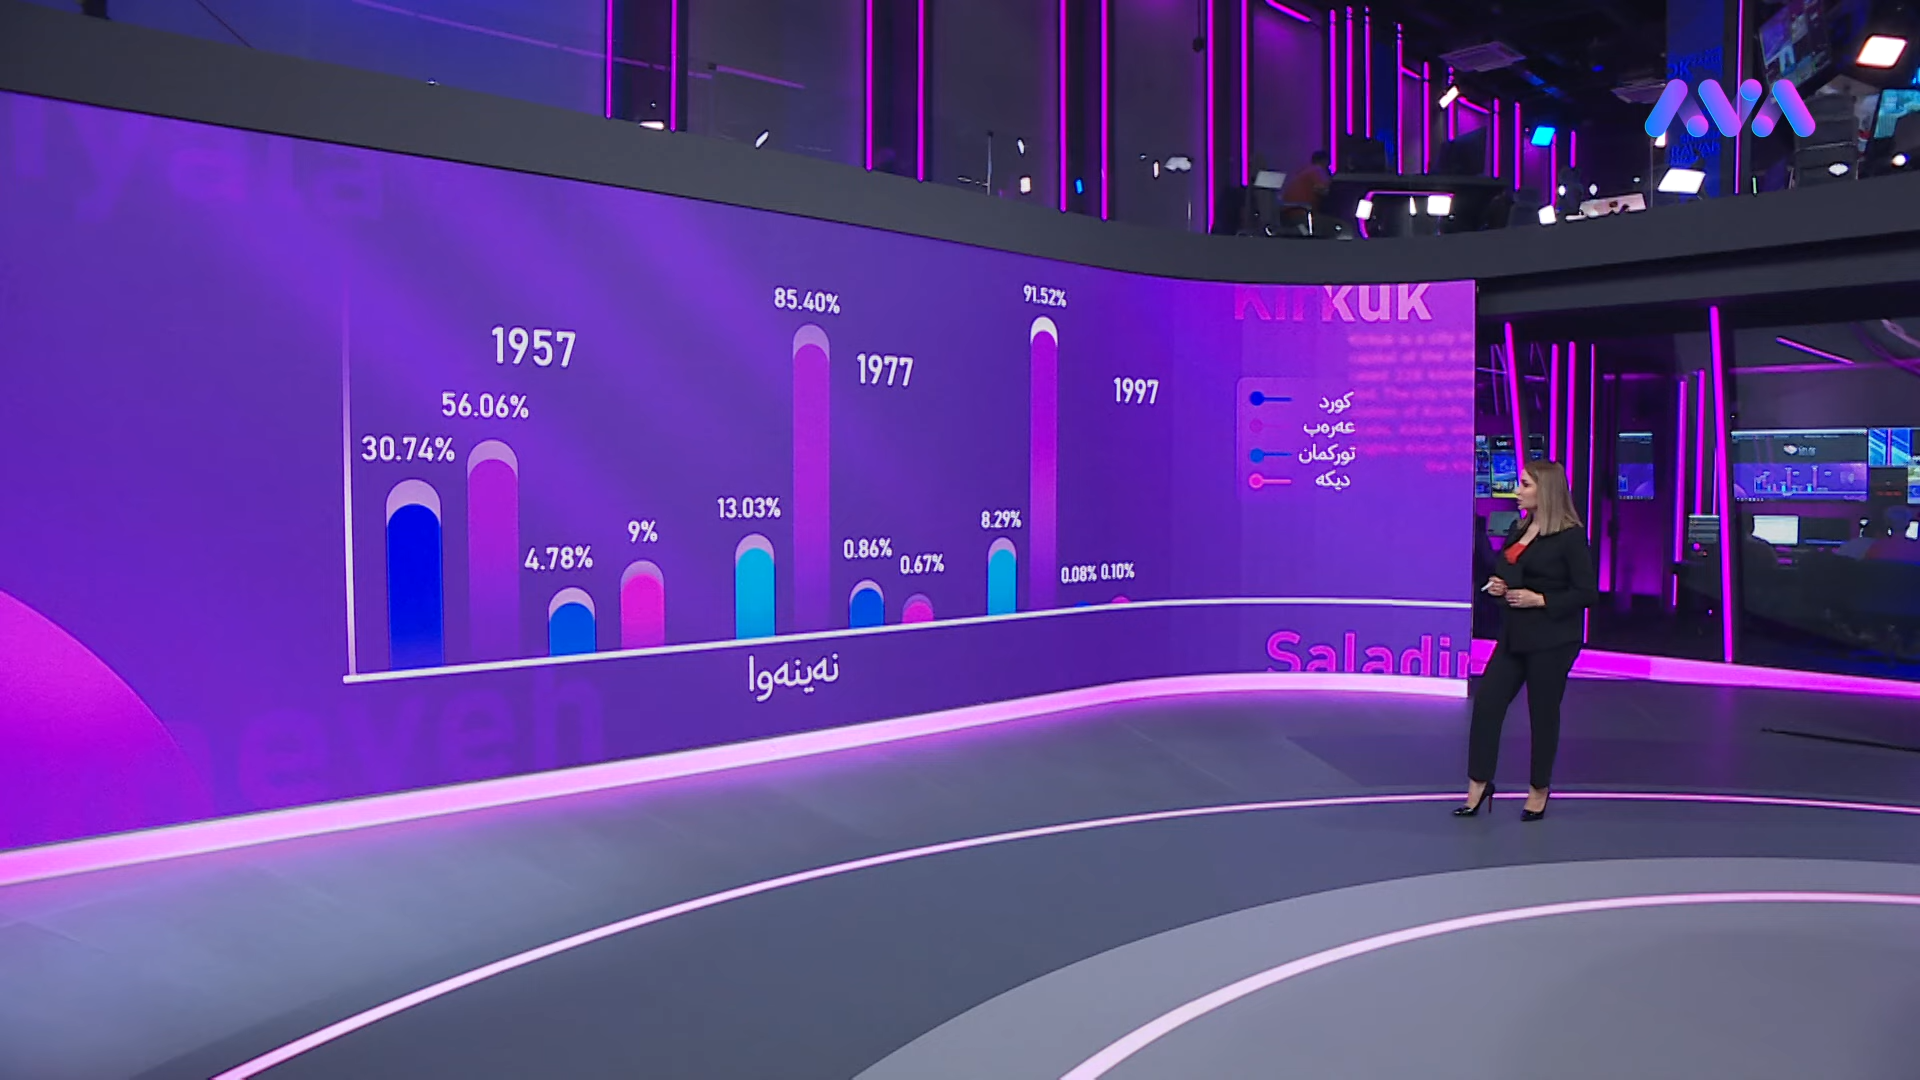 AVA
Kirkuk
85.40%
91.52%
1957
1977
1997
56.06%
30.74%
13.03%
8.29%
4.78%
9%
0.86%
0.67%
0.08% 0.10%
کورد
عەرەب
تورکمان
دیکە
نەینەوا
Saladin